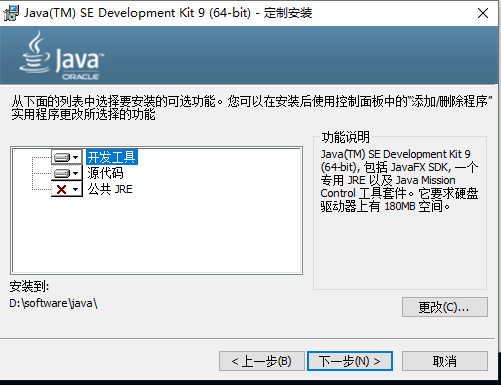 Java(TM) SE Development Kit 9 (64-bit) - 定制安装
Java™
ORACLE
从下面的列表中选择要安装的可选功能。您可以在安装后使用控制面板中的“添加/删除程序”
实用程序更改所选择的功能
开发工具
源代码
公共 JRE
功能说明
Java(TM) SE Development Kit 9
(64-bit), 包括 JavaFX SDK, 一个
专用 JRE 以及 Java Mission
Control 工具套件。它要求硬盘
驱动器上有 180MB 空间。
安装到:
D:\software\java\
更改(C)...
< 上一步(B)
下一步(N) >
取消